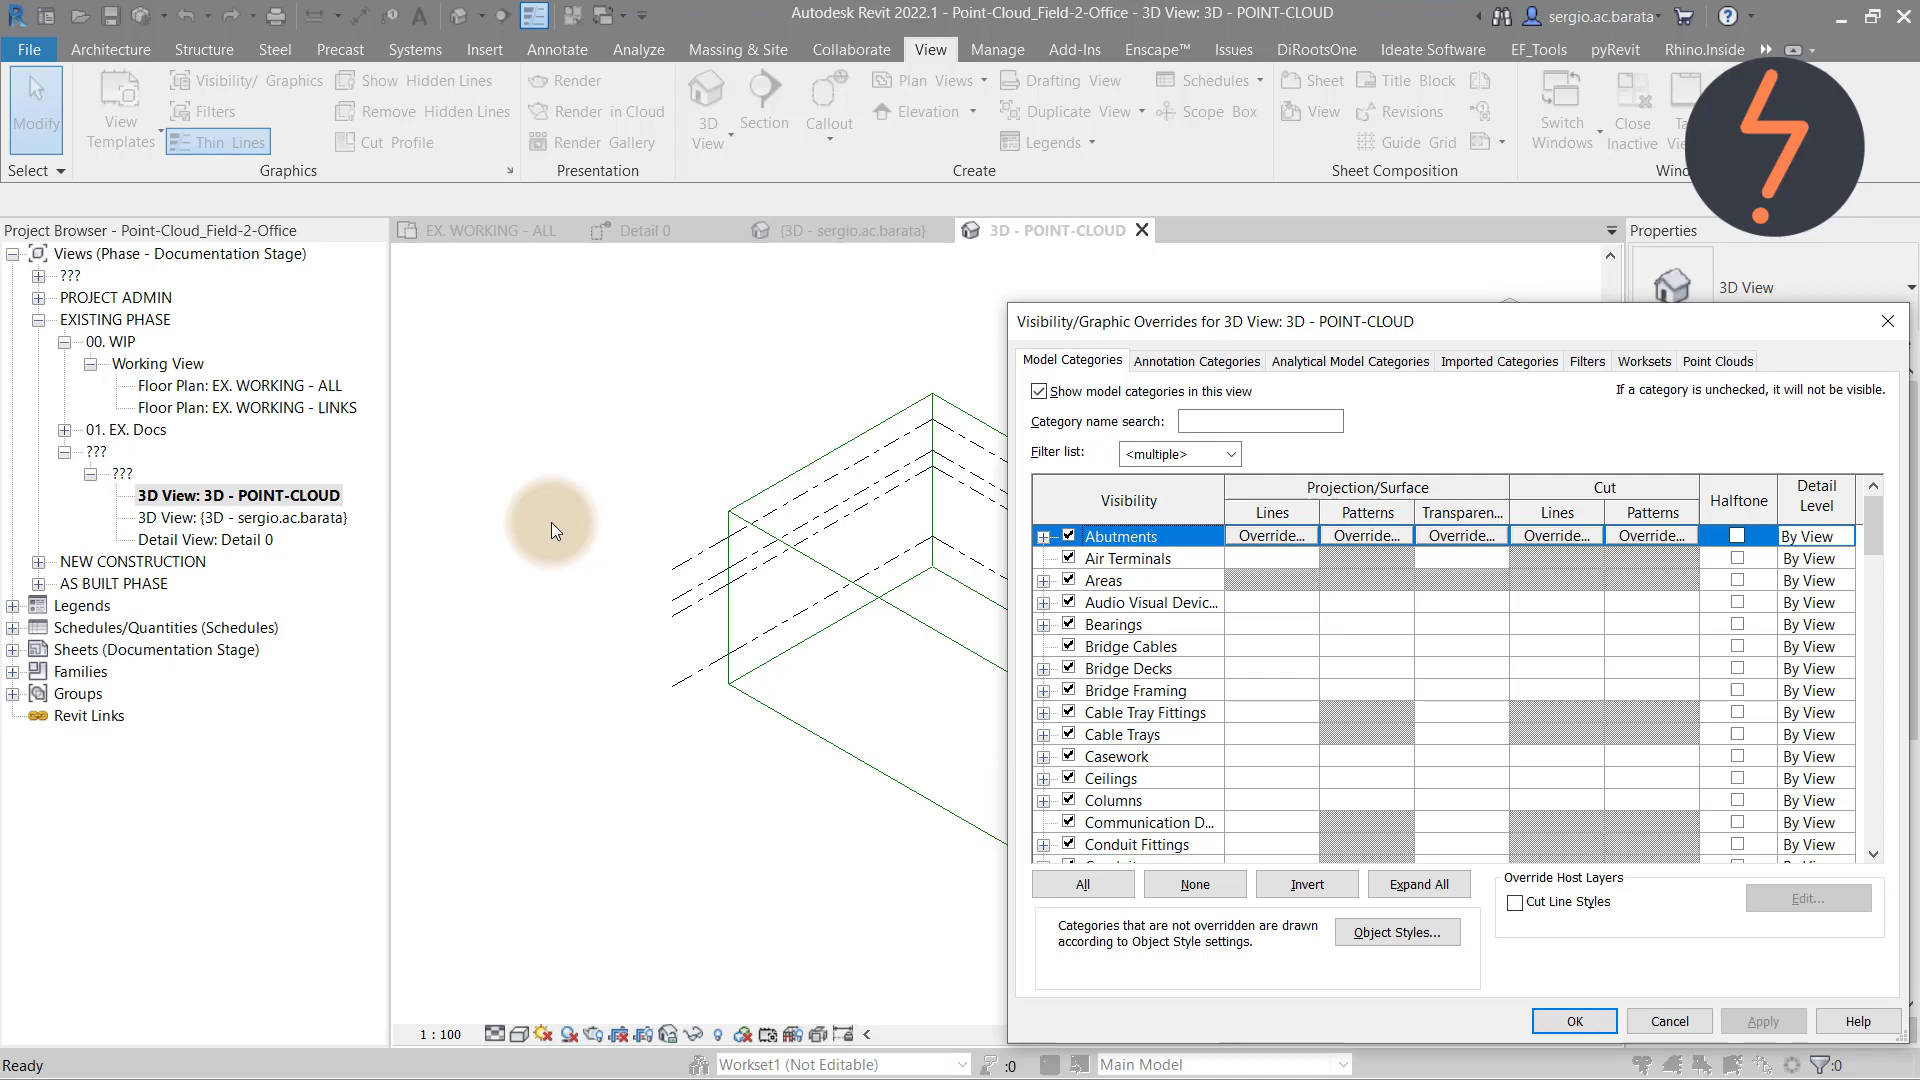 Autodesk Revit 2022.1 - Point-Cloud_Field-2-Office - 3D View: 3D - POINT-CLOUD
sergio.ac.barata
File Architecture Structure Steel Precast Systems Insert Annotate Analyze Massing & Site Collaborate View Manage Add-Ins Enscape™ Issues DiRootsOne Ideate Software EF_Tools pyRevit Rhino.Inside
Modify
View Templates
Visibility/ Graphics
Filters
Thin Lines
Show Hidden Lines
Remove Hidden Lines
Cut Profile
Render
Render in Cloud
Render Gallery
3D View
Section
Callout
Plan Views
Elevation
Drafting View
Duplicate View
Legends
Schedules
Scope Box
Sheet
View
Title Block
Revisions
Guide Grid
Switch Windows
Close Inactive
Select
Graphics
Presentation
Create
Sheet Composition
Project Browser - Point-Cloud_Field-2-Office
EX. WORKING - ALL
Detail 0
{3D - sergio.ac.barata}
3D - POINT-CLOUD
Properties
Views (Phase - Documentation Stage)
???
PROJECT ADMIN
EXISTING PHASE
00. WIP
Working View
Floor Plan: EX. WORKING - ALL
Floor Plan: EX. WORKING - LINKS
01. EX. Docs
???
???
3D View: 3D - POINT-CLOUD
3D View: {3D - sergio.ac.barata}
Detail View: Detail 0
NEW CONSTRUCTION
AS BUILT PHASE
Legends
Schedules/Quantities (Schedules)
Sheets (Documentation Stage)
Families
Groups
Revit Links
3D View
Visibility/Graphic Overrides for 3D View: 3D - POINT-CLOUD
Model Categories Annotation Categories Analytical Model Categories Imported Categories Filters Worksets Point Clouds
Show model categories in this view
If a category is unchecked, it will not be visible.
Category name search:
Filter list: <multiple>
Visibility Projection/Surface Cut Halftone Detail Level
Lines Patterns Transparen... Lines Patterns
Abutments Override... Override... Override... Override... Override... By View
Air Terminals By View
Areas By View
Audio Visual Devic... By View
Bearings By View
Bridge Cables By View
Bridge Decks By View
Bridge Framing By View
Cable Tray Fittings By View
Cable Trays By View
Casework By View
Ceilings By View
Columns By View
Communication D... By View
Conduit Fittings By View
All None Invert Expand All
Override Host Layers
Cut Line Styles
Edit...
Categories that are not overridden are drawn
according to Object Style settings.
Object Styles...
OK Cancel Apply Help
1 : 100
Ready
Workset1 (Not Editable)
:0
Main Model
:0